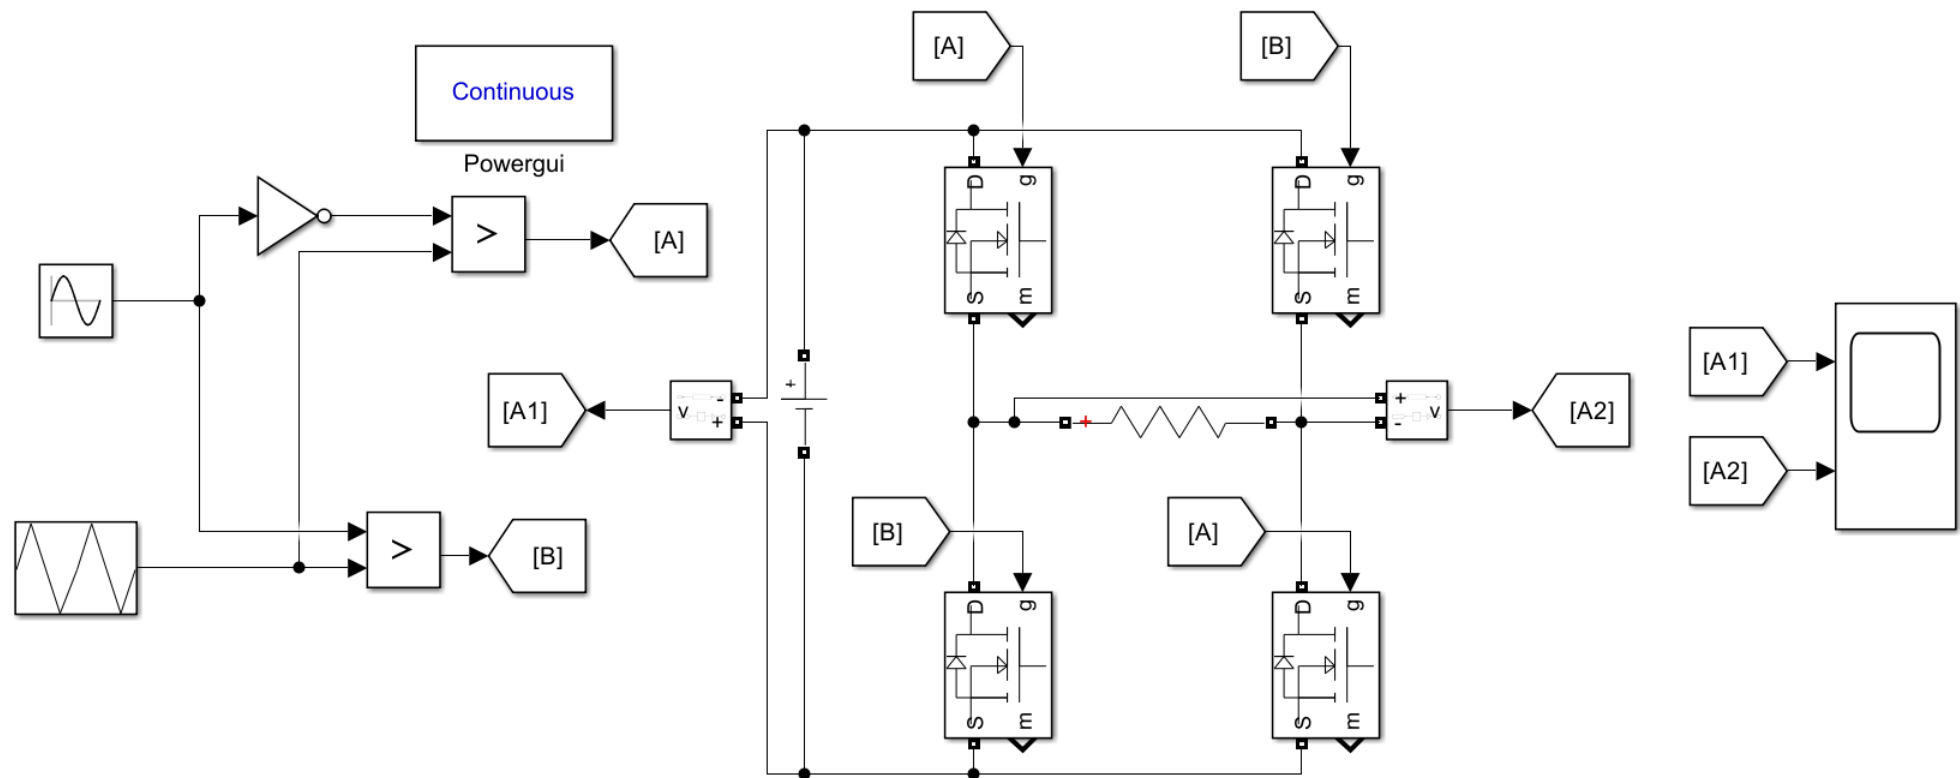 [A]
[B]
Continuous
Powergui
D g
D g
>
[A]
S m
S m
+
[A1]
v - +
+ - v
[A2]
[A1]
[A2]
+
>
[B]
[B]
[A]
D g
D g
S m
S m